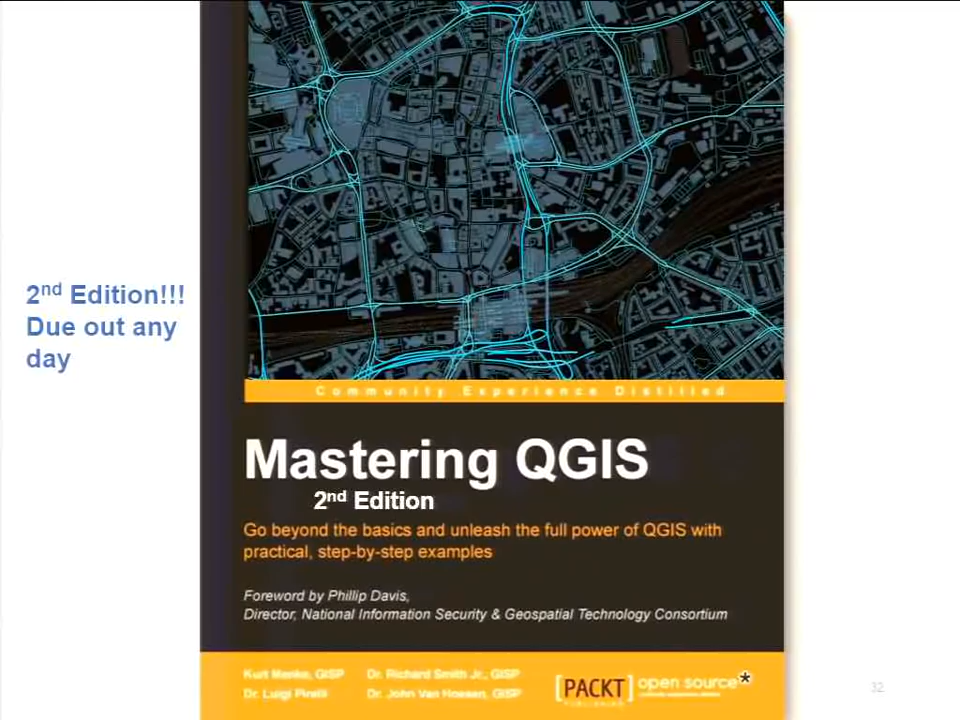 2nd Edition!!!
Due out any
day
Community Experience Distilled
Mastering QGIS
2nd Edition
Go beyond the basics and unleash the full power of QGIS with
practical, step-by-step examples
Foreword by Phillip Davis,
Director, National Information Security & Geospatial Technology Consortium
Kurt Menke, GISP Dr. Richard Smith Jr., GISP
Dr. Luigi Pirelli Dr. John Van Hoesen, GISP
[PACKT] open source*
PUBLISHING
32